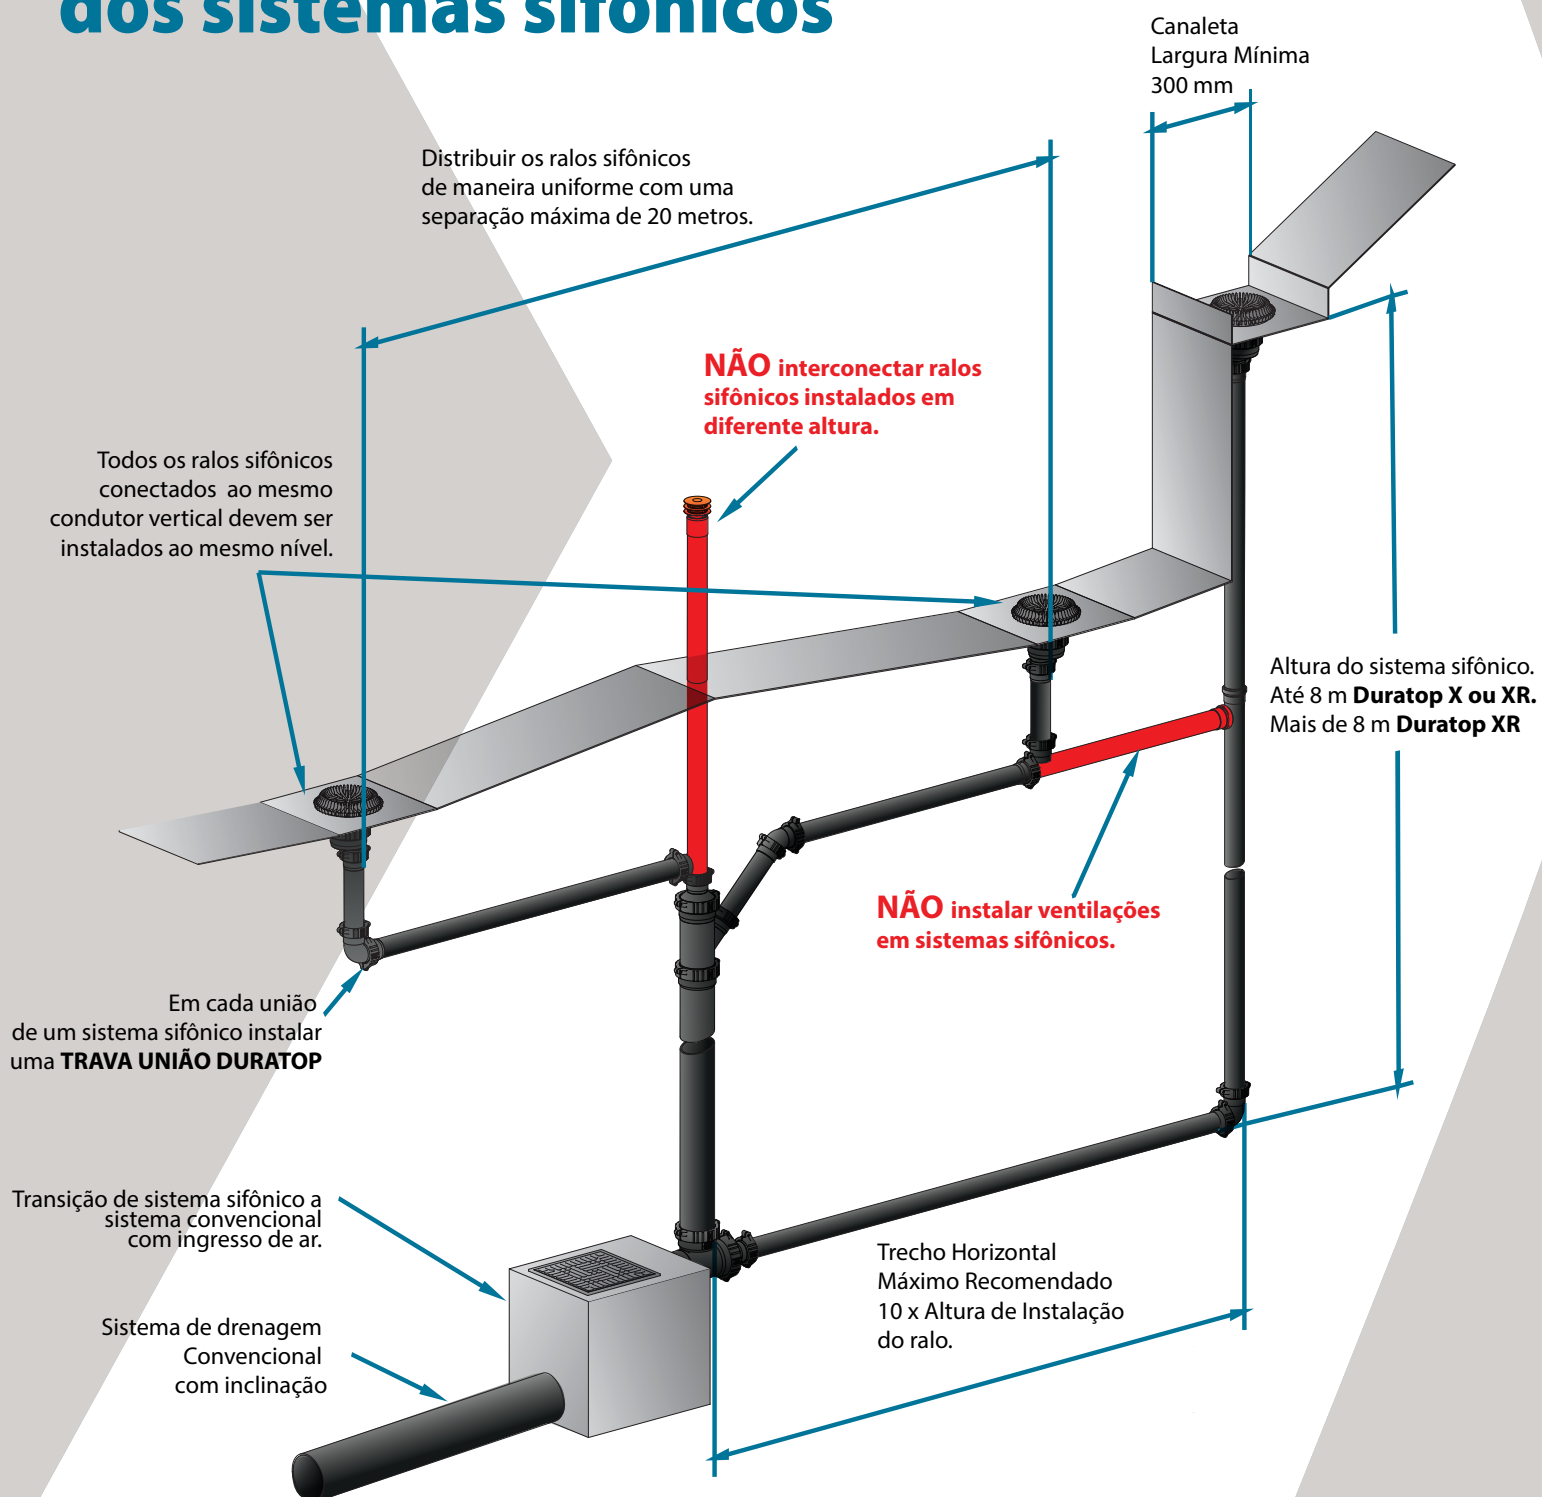 dos sistemas sifônicos
Canaleta
Largura Mínima
300 mm
Distribuir os ralos sifônicos
de maneira uniforme com uma
separação máxima de 20 metros.
NÃO interconectar ralos
sifônicos instalados em
diferente altura.
Todos os ralos sifônicos
conectados ao mesmo
condutor vertical devem ser
instalados ao mesmo nível.
Altura do sistema sifônico.
Até 8 m Duratop X ou XR.
Mais de 8 m Duratop XR
NÃO instalar ventilações
em sistemas sifônicos.
Em cada união
de um sistema sifônico instalar
uma TRAVA UNIÃO DURATOP
Transição de sistema sifônico a
sistema convencional
com ingresso de ar.
Trecho Horizontal
Máximo Recomendado
10 x Altura de Instalação
do ralo.
Sistema de drenagem
Convencional
com inclinação